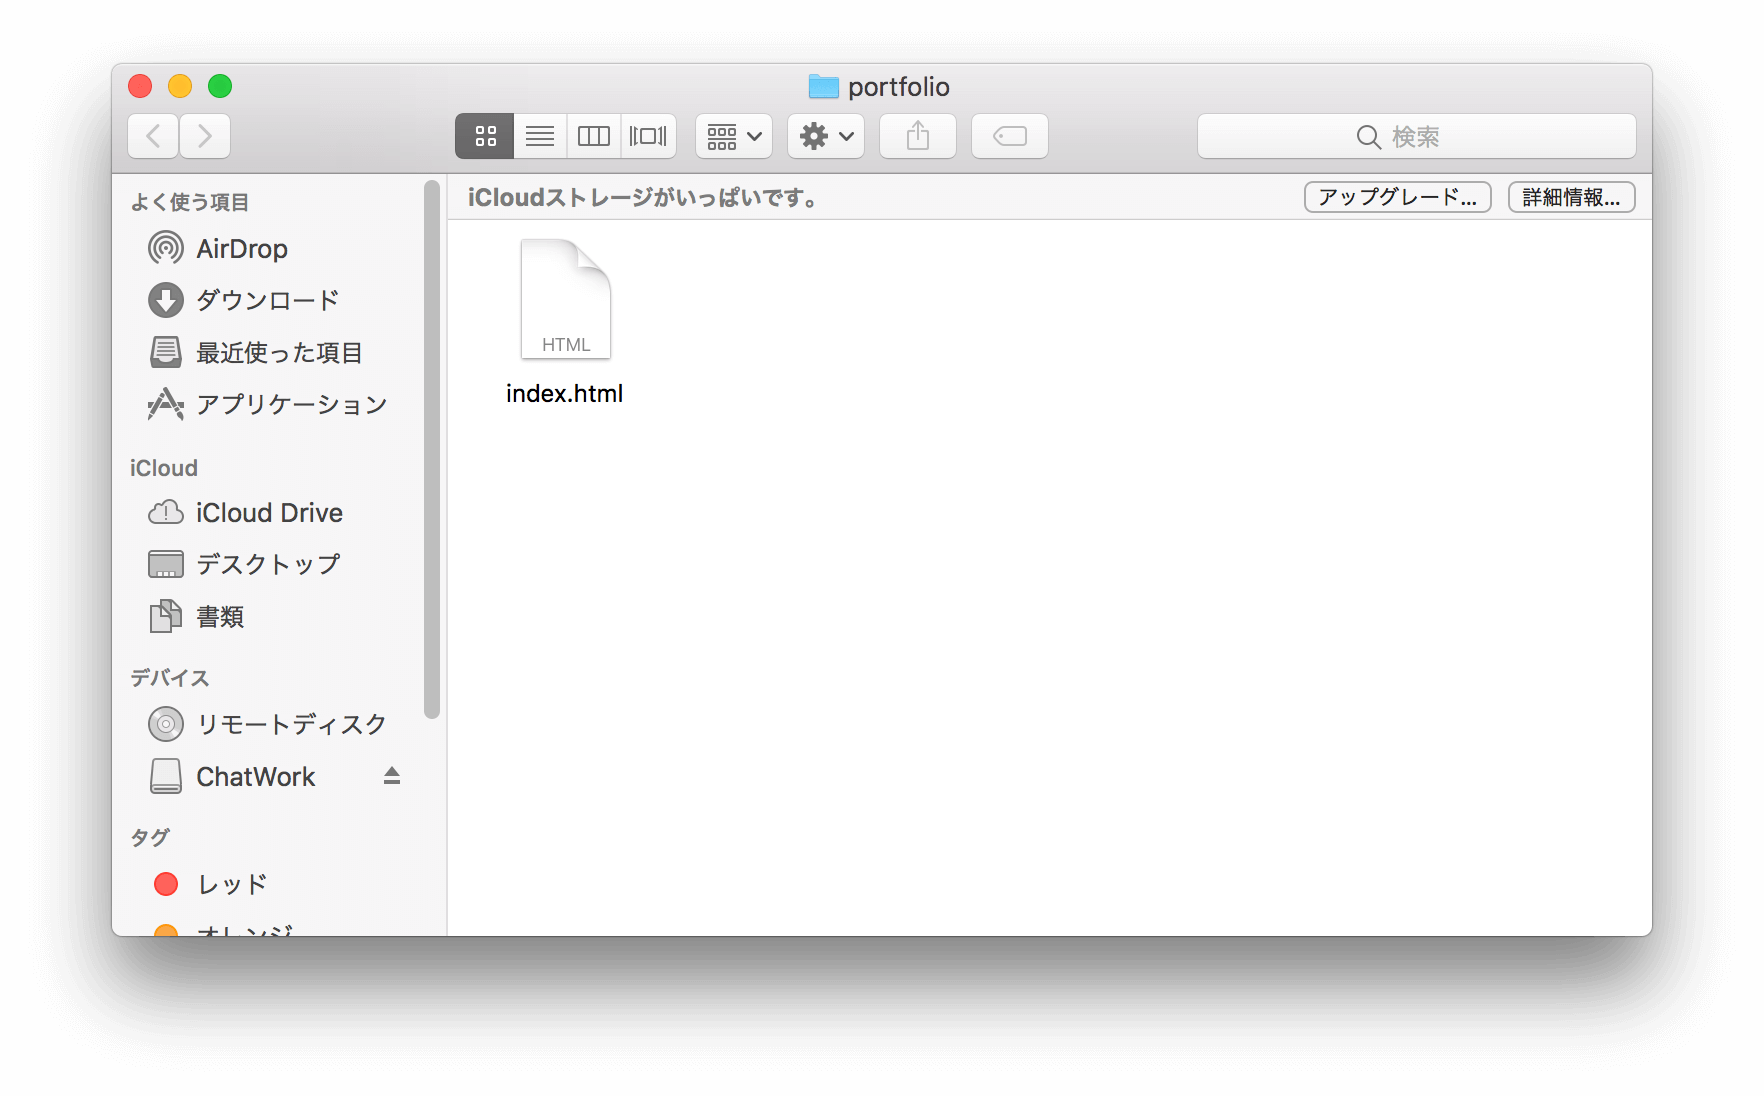 portfolio
検索
よく使う項目
AirDrop
ダウンロード
最近使った項目
アプリケーション
iCloud
iCloud Drive
デスクトップ
書類
デバイス
リモートディスク
ChatWork
タグ
レッド
オレンジ
iCloudストレージがいっぱいです。
アップグレード...
詳細情報...
HTML
index.html